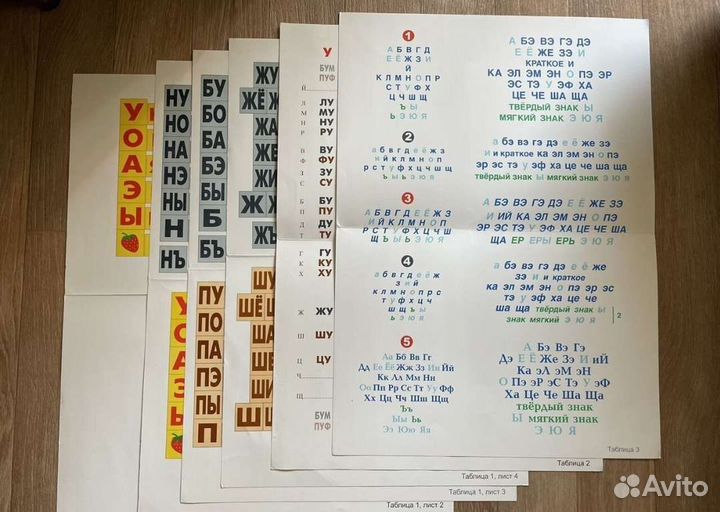 У
О
А
Э
Ы
НУ
НО
НА
НЭ
НЫ
Н
НЪ
БУ
БО
БА
БЭ
БЫ
Б
БЪ
ЖУ
ЖЁ
ЖА
ЖЕ
ЖИ
Ж
ЖЪ
У
О
А
Э
Ы
ПУ
ПО
ПА
ПЭ
ПЫ
П
ШУ
ШЁ
ША
ШЕ
ШИ
Ш
У
БУМ
ПУФ
Й
Л ЛУ
М МУ
Н НУ
Р РУ
В ВУ
Ф ФУ
З ЗУ
С СУ
Б БУ
П ПУ
Д ДУ
Т ТУ
Г ГУ
К КУ
Х ХУ
Ж ЖУ
Ш
Ц ЦУ
Ч
Щ
БУМ
ПУФ
1
А Б В Г Д
Е Ё Ж З И
Й
К Л М Н О П Р
С Т У Ф Х
Ц Ч Ш Щ
Ъ Ы
Ь Э Ю Я
А БЭ ВЭ ГЭ ДЭ
Е Ё ЖЕ ЗЭ И
И КРАТКОЕ И
КА ЭЛ ЭМ ЭН О ПЭ ЭР
ЭС ТЭ У ЭФ ХА
ЦЕ ЧЕ ША ЩА
ТВЁРДЫЙ ЗНАК Ы
МЯГКИЙ ЗНАК Э Ю Я
2
а б в г д е ё ж з
и й к л м н о п
р с т у ф х ц ч ш щ
ъ ы ь э ю я
а бэ вэ гэ дэ е ё же зэ
и и краткое ка эл эм эн о пэ
эр эс тэ у эф ха це че ша ща
твёрдый знак ы мягкий знак э ю я
3
А Б В Г Д Е Ё Ж З
И Й К Л М Н О П
Р С Т У Ф Х Ц Ч Ш
Щ Ъ Ы Ь Э Ю Я
А БЭ ВЭ ГЭ ДЭ Е Ё ЖЕ ЗЭ
И ИЙ КА ЭЛ ЭМ ЭН О ПЭ
ЭР ЭС ТЭ У ЭФ ХА ЦЕ ЧЕ ША
ЩА ЕР ЕРЫ ЕРЬ Э Ю Я
4
а б в г д е ё ж
з и й
к л м н о п р с
т у ф х ц ч
ш щ ъ ы
ь э ю я
а бэ вэ гэ дэ е ё же
зэ и и краткое
ка эл эм эн о пэ эр эс
тэ у эф ха це че
ша ща твёрдый знак ы
знак мягкий э ю я
2
5
Аа Бб Вв Гг
Дд Ее Ёё Жж Зз Ии Йй
Кк Лл Мм Нн
Оо Пп Рр Сс Тт Уу Фф
Хх Цц Чч Шш Щщ
Ъъ
Ыы Ьь
Ээ Юю Яя
А Бэ Вэ Гэ
Дэ Е Ё Же Зэ И иЙ
Ка эЛ эМ эН
О Пэ эР эС Тэ У эФ
Ха Це Че Ша Ща
твёрдый знак
Ы мягкий знак
Э Ю Я
Таблица 3
Таблица 2
Таблица 1, лист 4
Таблица 1, лист 3
Таблица 1, лист 2
Avito